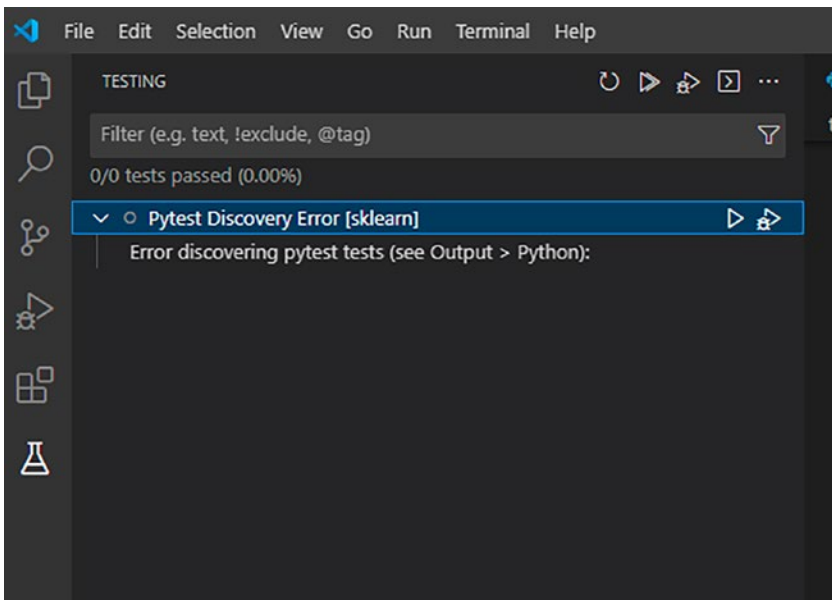 File Edit Selection View Go Run Terminal Help
TESTING
Filter (e.g. text, !exclude, @tag)
0/0 tests passed (0.00%)
Pytest Discovery Error [sklearn]
Error discovering pytest tests (see Output > Python):